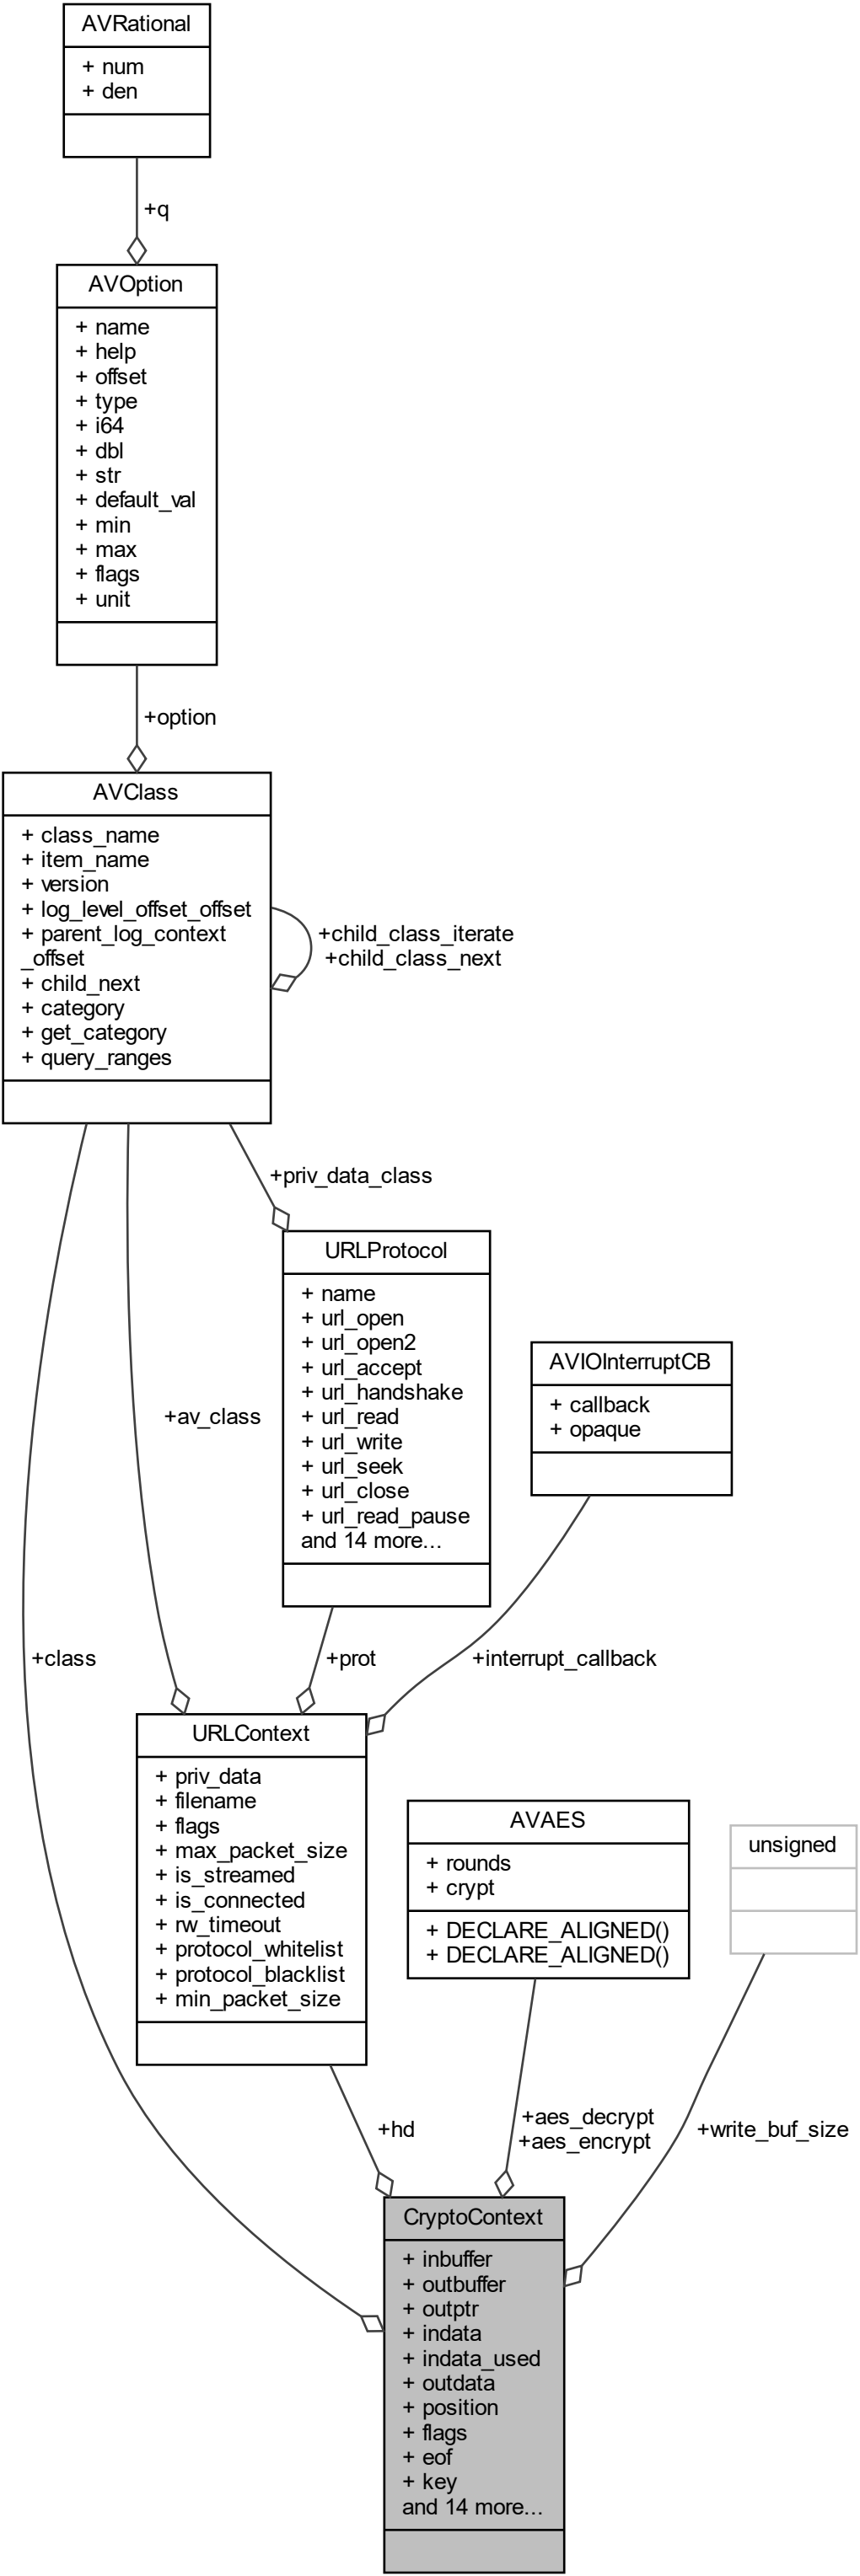 AVRational
+ num
+ den
+q
AVOption
+ name
+ help
+ offset
+ type
+ i64
+ dbl
+ str
+ default_val
+ min
+ max
+ flags
+ unit
+option
AVClass
+ class_name
+ item_name
+ version
+ log_level_offset_offset
+ parent_log_context
_offset
+ child_next
+ category
+ get_category
+ query_ranges
+child_class_iterate
+child_class_next
+priv_data_class
URLProtocol
+ name
+ url_open
+ url_open2
+ url_accept
+ url_handshake
+ url_read
+ url_write
+ url_seek
+ url_close
+ url_read_pause
and 14 more...
AVIOInterruptCB
+ callback
+ opaque
+av_class
+class
+prot
+interrupt_callback
URLContext
+ priv_data
+ filename
+ flags
+ max_packet_size
+ is_streamed
+ is_connected
+ rw_timeout
+ protocol_whitelist
+ protocol_blacklist
+ min_packet_size
AVAES
+ rounds
+ crypt
+ DECLARE_ALIGNED()
+ DECLARE_ALIGNED()
unsigned
+hd
+aes_decrypt
+aes_encrypt
+write_buf_size
CryptoContext
+ inbuffer
+ outbuffer
+ outptr
+ indata
+ indata_used
+ outdata
+ position
+ flags
+ eof
+ key
and 14 more...